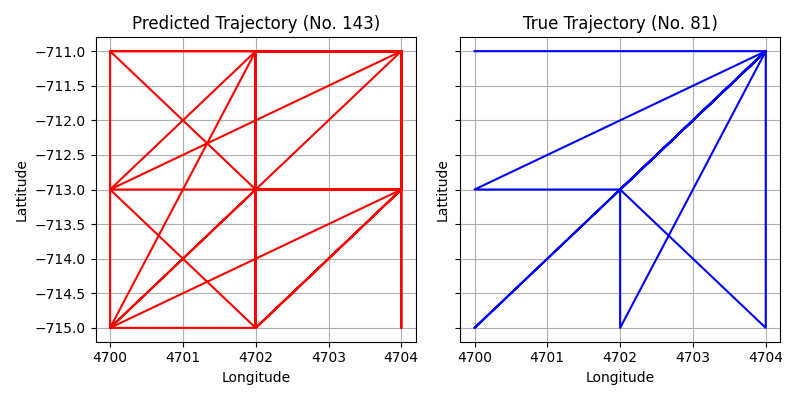 Predicted Trajectory (No. 143)
True Trajectory (No. 81)
−711.0
−711.5
−712.0
−712.5
−713.0
−713.5
−714.0
−714.5
−715.0
Lattitude
Lattitude
4700 4701 4702 4703 4704
4700 4701 4702 4703 4704
Longitude
Longitude